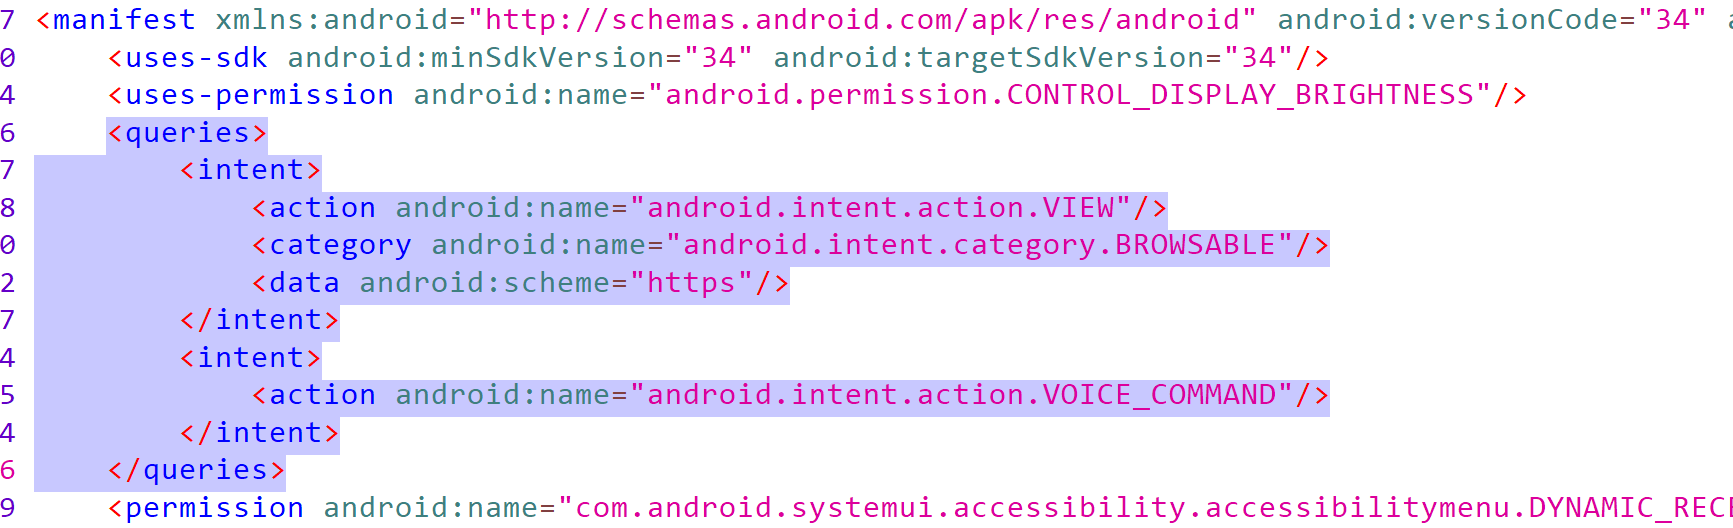 7 <manifest xmlns:android="http://schemas.android.com/apk/res/android" android:versionCode="34"
0 <uses-sdk android:minSdkVersion="34" android:targetSdkVersion="34"/>
4 <uses-permission android:name="android.permission.CONTROL_DISPLAY_BRIGHTNESS"/>
6 <queries>
7 <intent>
8 <action android:name="android.intent.action.VIEW"/>
0 <category android:name="android.intent.category.BROWSABLE"/>
2 <data android:scheme="https"/>
7 </intent>
4 <intent>
5 <action android:name="android.intent.action.VOICE_COMMAND"/>
4 </intent>
6 </queries>
9 <permission android:name="com.android.systemui.accessibility.accessibilitymenu.DYNAMIC_RECE